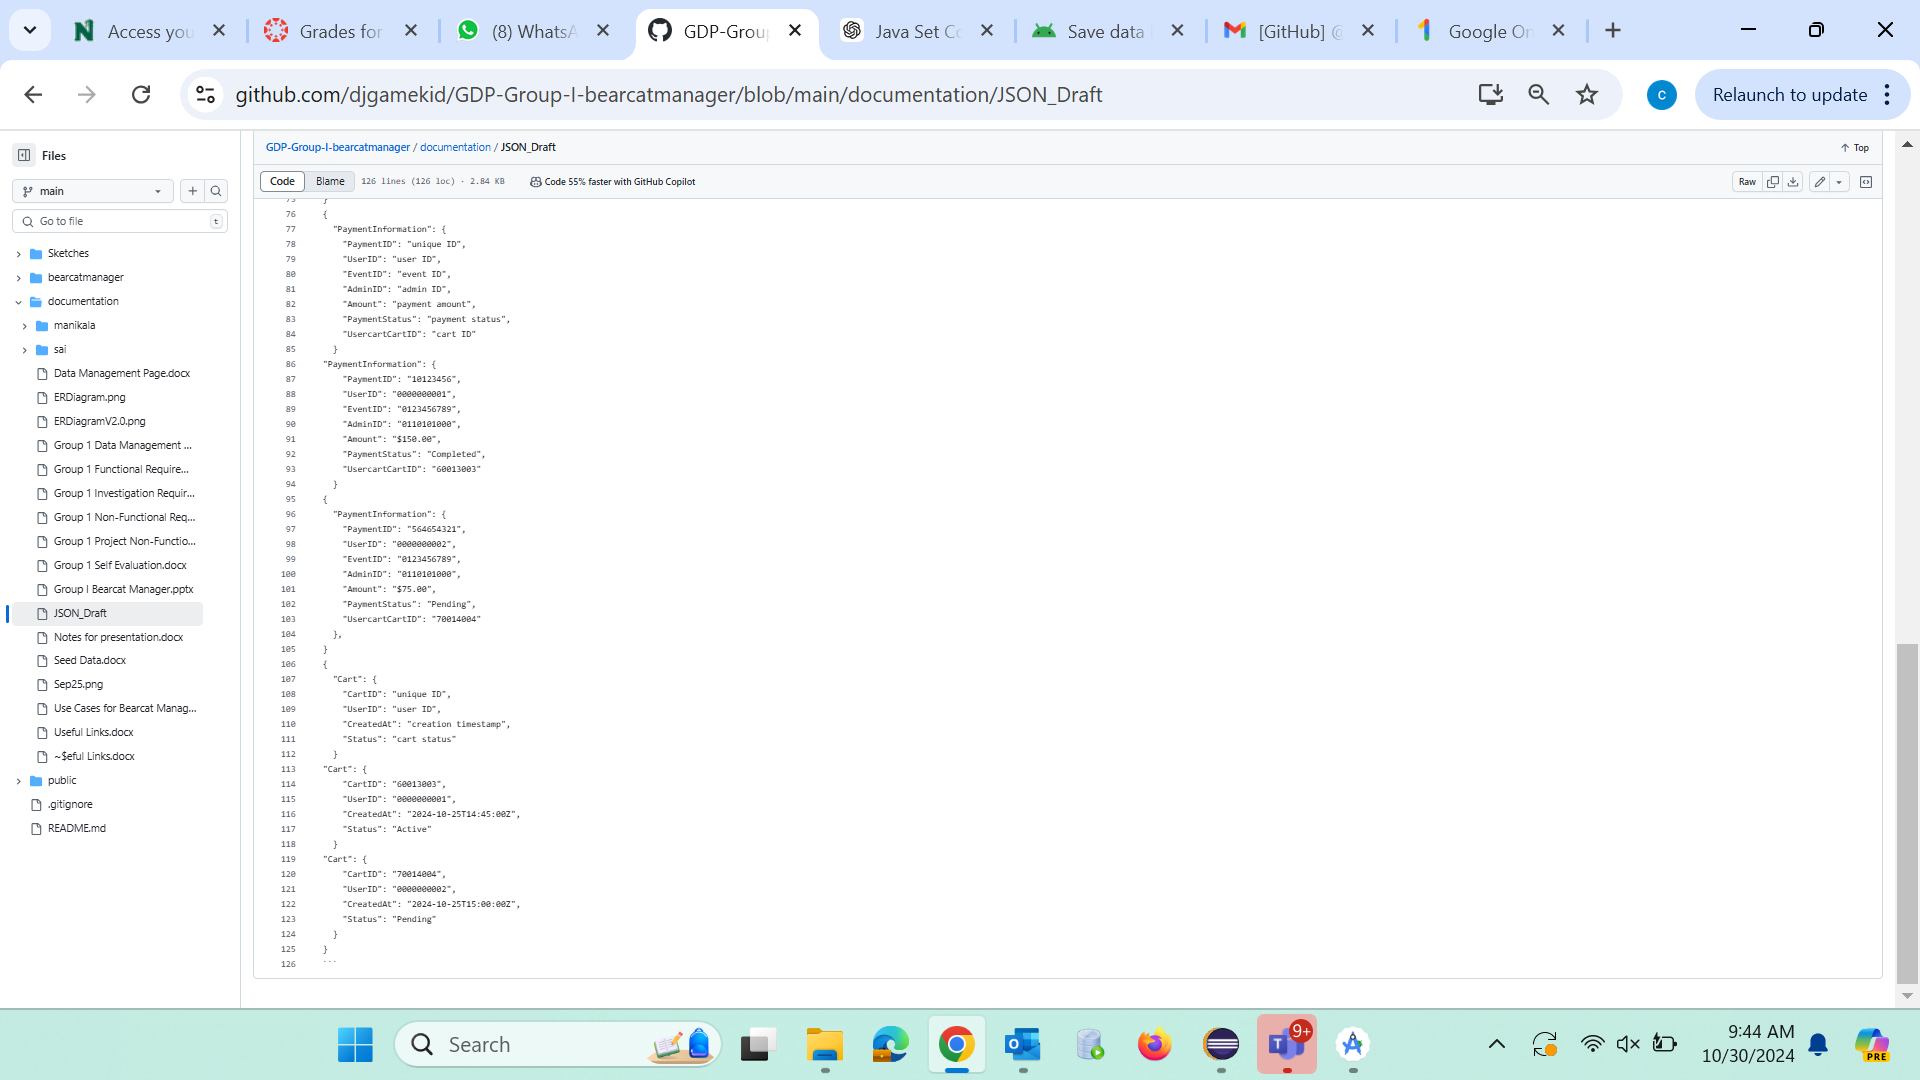 Access you
Grades for
(8) WhatsA
GDP-Grou
Java Set Co
Save data
[GitHub] @
Google On
github.com/djgamekid/GDP-Group-I-bearcatmanager/blob/main/documentation/JSON_Draft
C
Relaunch to update
Files
main
Go to file
t
Sketches
bearcatmanager
documentation
manikala
sai
Data Management Page.docx
ERDiagram.png
ERDiagramV2.0.png
Group 1 Data Management ...
Group 1 Functional Require...
Group 1 Investigation Requir...
Group 1 Non-Functional Req...
Group 1 Project Non-Functio...
Group 1 Self Evaluation.docx
Group I Bearcat Manager.pptx
JSON_Draft
Notes for presentation.docx
Seed Data.docx
Sep25.png
Use Cases for Bearcat Manag...
Useful Links.docx
~$eful Links.docx
public
.gitignore
README.md
GDP-Group-I-bearcatmanager / documentation / JSON_Draft
Top
Code Blame 126 lines (126 loc) · 2.84 KB Code 55% faster with GitHub Copilot
Raw
75 }
76 {
77 "PaymentInformation": {
78 "PaymentID": "unique ID",
79 "UserID": "user ID",
80 "EventID": "event ID",
81 "AdminID": "admin ID",
82 "Amount": "payment amount",
83 "PaymentStatus": "payment status",
84 "UsercartCartID": "cart ID"
85 }
86 "PaymentInformation": {
87 "PaymentID": "10123456",
88 "UserID": "0000000001",
89 "EventID": "0123456789",
90 "AdminID": "0110101000",
91 "Amount": "$150.00",
92 "PaymentStatus": "Completed",
93 "UsercartCartID": "60013003"
94 }
95 {
96 "PaymentInformation": {
97 "PaymentID": "564654321",
98 "UserID": "0000000002",
99 "EventID": "0123456789",
100 "AdminID": "0110101000",
101 "Amount": "$75.00",
102 "PaymentStatus": "Pending",
103 "UsercartCartID": "70014004"
104 },
105 }
106 {
107 "Cart": {
108 "CartID": "unique ID",
109 "UserID": "user ID",
110 "CreatedAt": "creation timestamp",
111 "Status": "cart status"
112 }
113 "Cart": {
114 "CartID": "60013003",
115 "UserID": "0000000001",
116 "CreatedAt": "2024-10-25T14:45:00Z",
117 "Status": "Active"
118 }
119 "Cart": {
120 "CartID": "70014004",
121 "UserID": "0000000002",
122 "CreatedAt": "2024-10-25T15:00:00Z",
123 "Status": "Pending"
124 }
125 }
126 ```
Search
9+
9:44 AM
10/30/2024
PRE